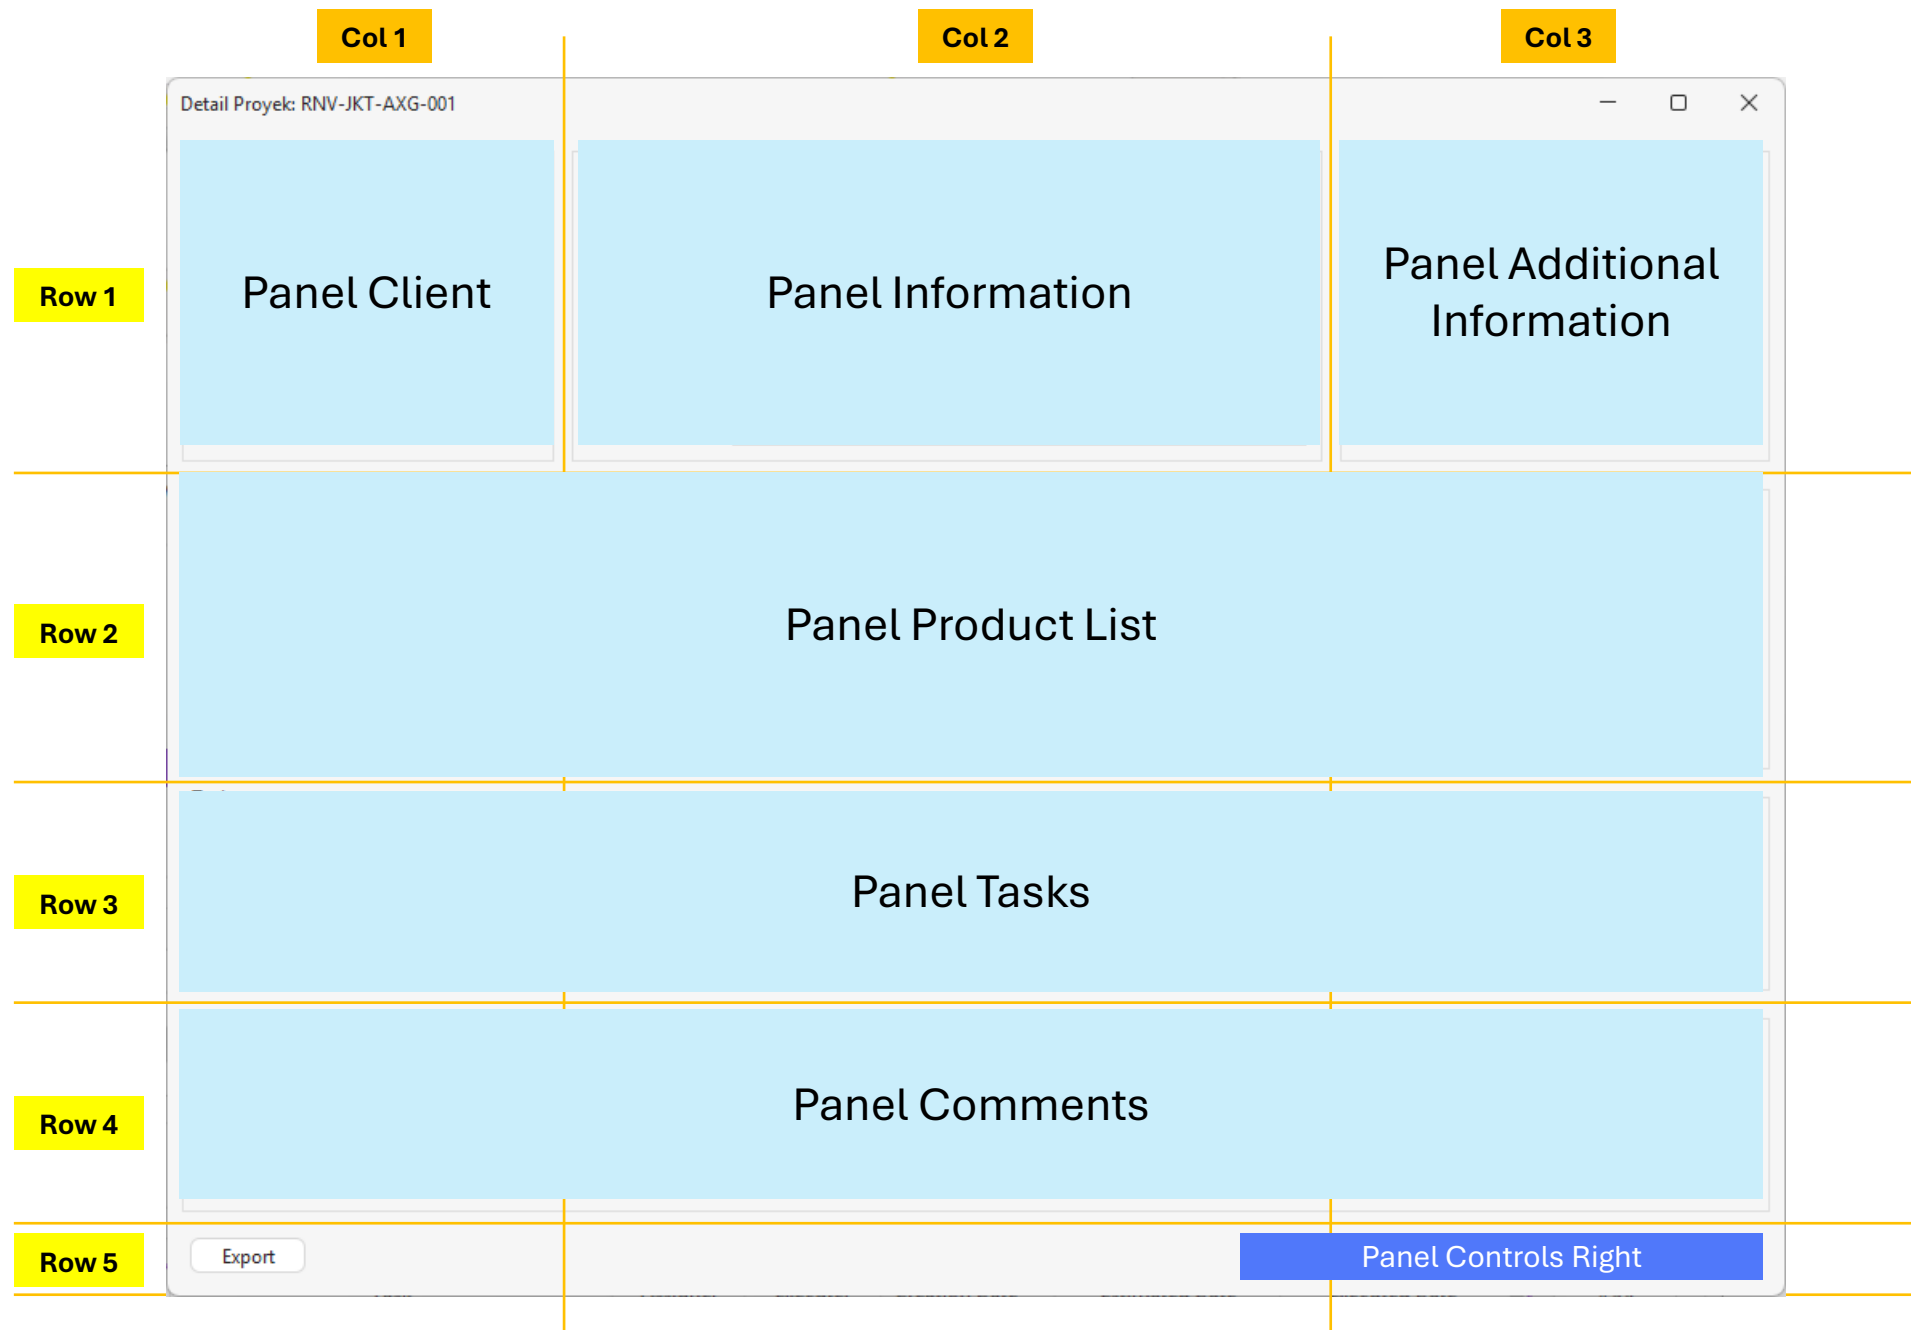 Col 1
Col 2
Col 3
Detail Proyek: RNV-JKT-AXG-001
Row 1
Panel Client
Panel Information
Panel Additional
Information
Row 2
Panel Product List
Row 3
Panel Tasks
Row 4
Panel Comments
Row 5
Export
Panel Controls Right